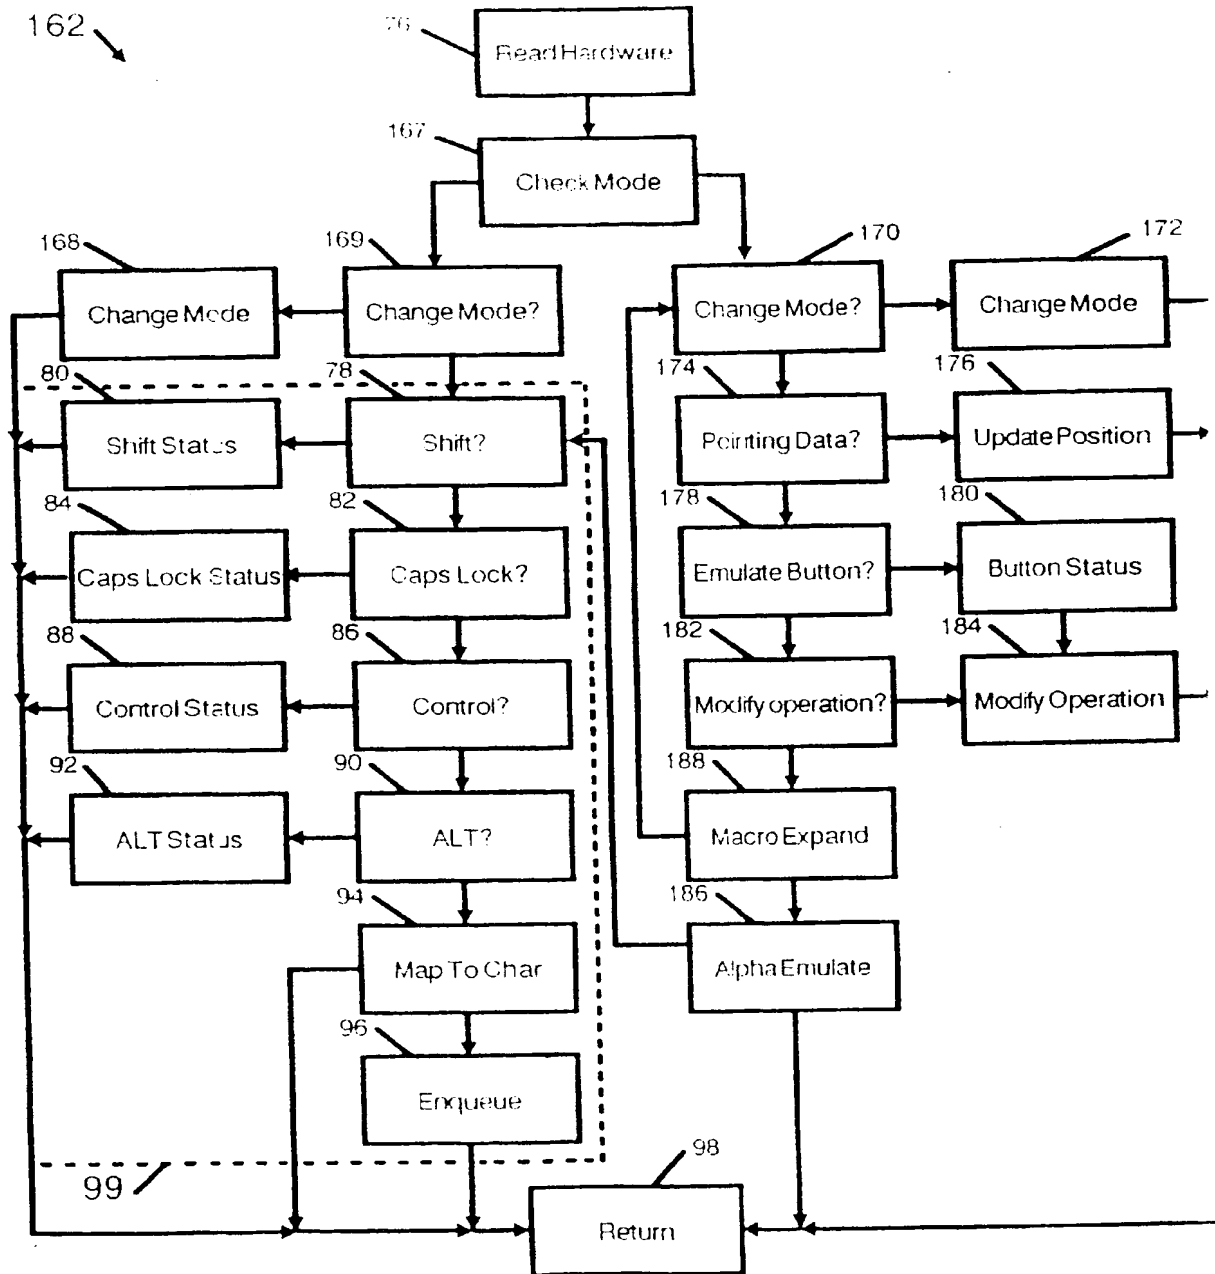 162
76
Read Hardware
167
Check Mode
168
169
170
172
Change Mode
Change Mode?
Change Mode?
Change Mode
80
78
174
176
Shift Status
Shift?
Pointing Data?
Update Position
84
82
178
180
Caps Lock Status
Caps Lock?
Emulate Button?
Button Status
88
86
182
184
Control Status
Control?
Modify operation?
Modify Operation
92
90
188
ALT Status
ALT?
Macro Expand
94
186
Map To Char
Alpha Emulate
96
Enqueue
99
98
Return